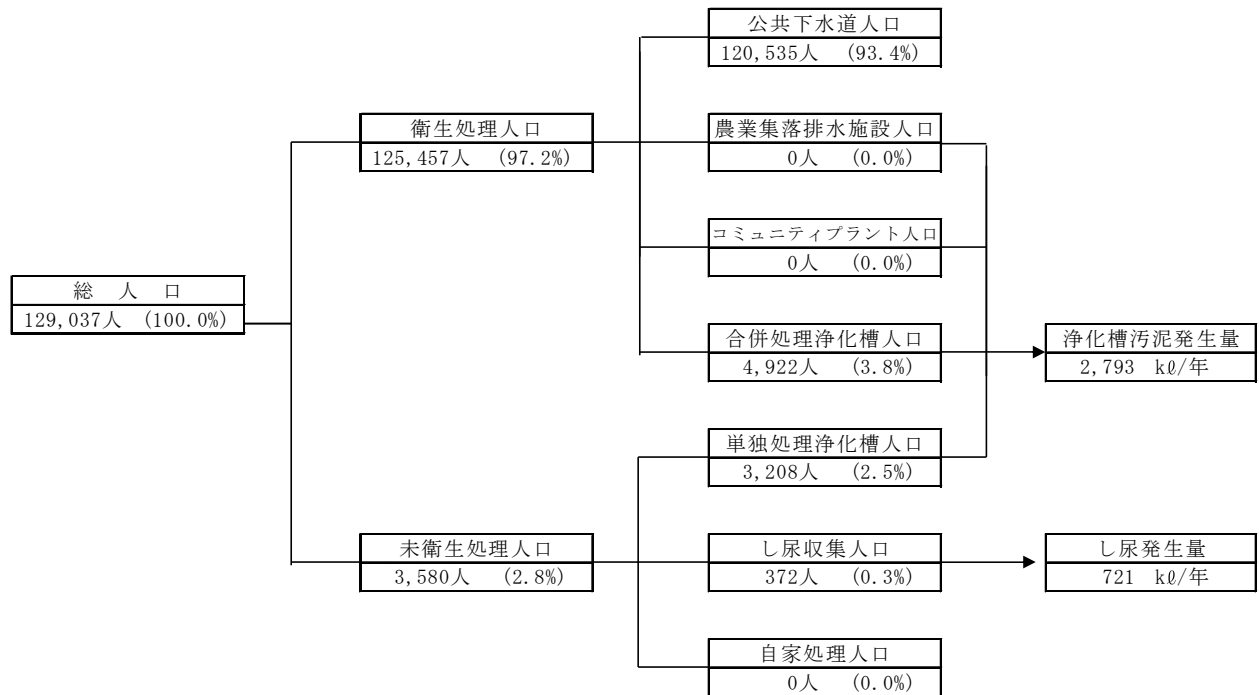 公共下水道人口
120,535人 (93.4%)
衛生処理人口
125,457人 (97.2%)
農業集落排水施設人口
0人 (0.0%)
コミュニティプラント人口
0人 (0.0%)
総 人 口
129,037人 (100.0%)
合併処理浄化槽人口
4,922人 (3.8%)
浄化槽汚泥発生量
2,793 kℓ/年
単独処理浄化槽人口
3,208人 (2.5%)
未衛生処理人口
3,580人 (2.8%)
し尿収集人口
372人 (0.3%)
し尿発生量
721 kℓ/年
自家処理人口
0人 (0.0%)